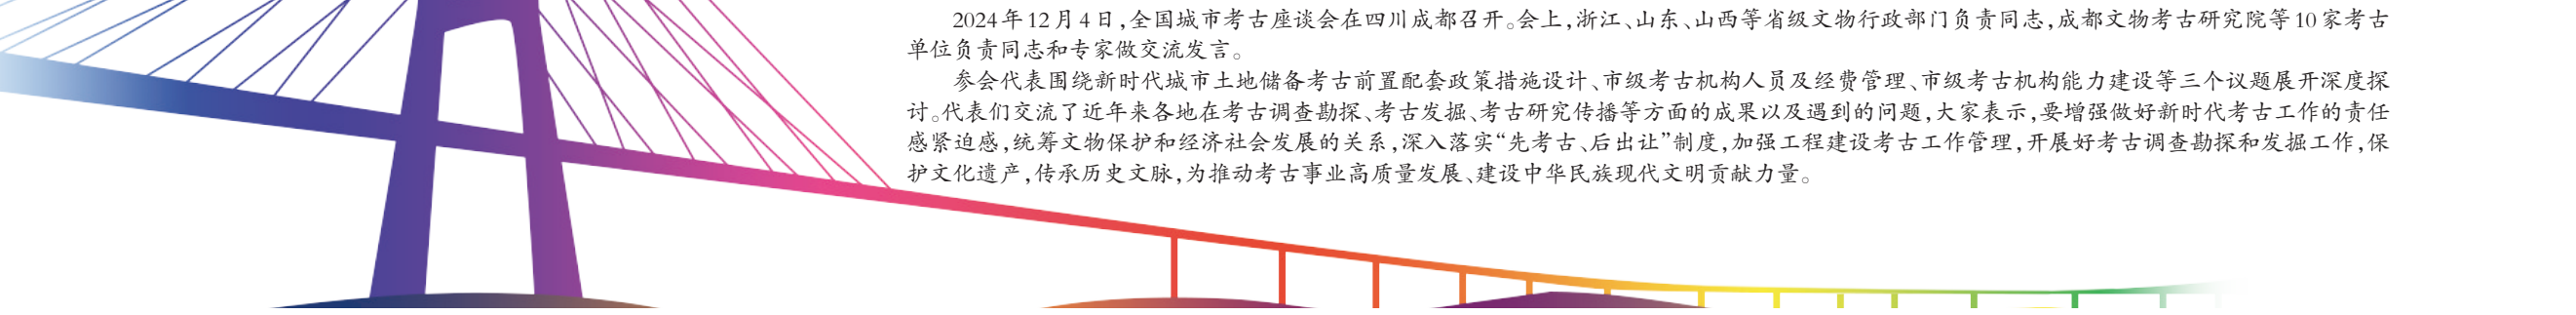 2024年12月4日,全国城市考古座谈会在四川成都召开。会上,浙江、山东、山西等省级文物行政部门负责同志,成都文物考古研究院等10家考古
单位负责同志和专家做交流发言。
参会代表围绕新时代城市土地储备考古前置配套政策措施设计、市级考古机构人员及经费管理、市级考古机构能力建设等三个议题展开深度探
讨。代表们交流了近年来各地在考古调查勘探、考古发掘、考古研究传播等方面的成果以及遇到的问题,大家表示,要增强做好新时代考古工作的责任
感紧迫感,统筹文物保护和经济社会发展的关系,深入落实“先考古、后出让”制度,加强工程建设考古工作管理,开展好考古调查勘探和发掘工作,保
护文化遗产,传承历史文脉,为推动考古事业高质量发展、建设中华民族现代文明贡献力量。